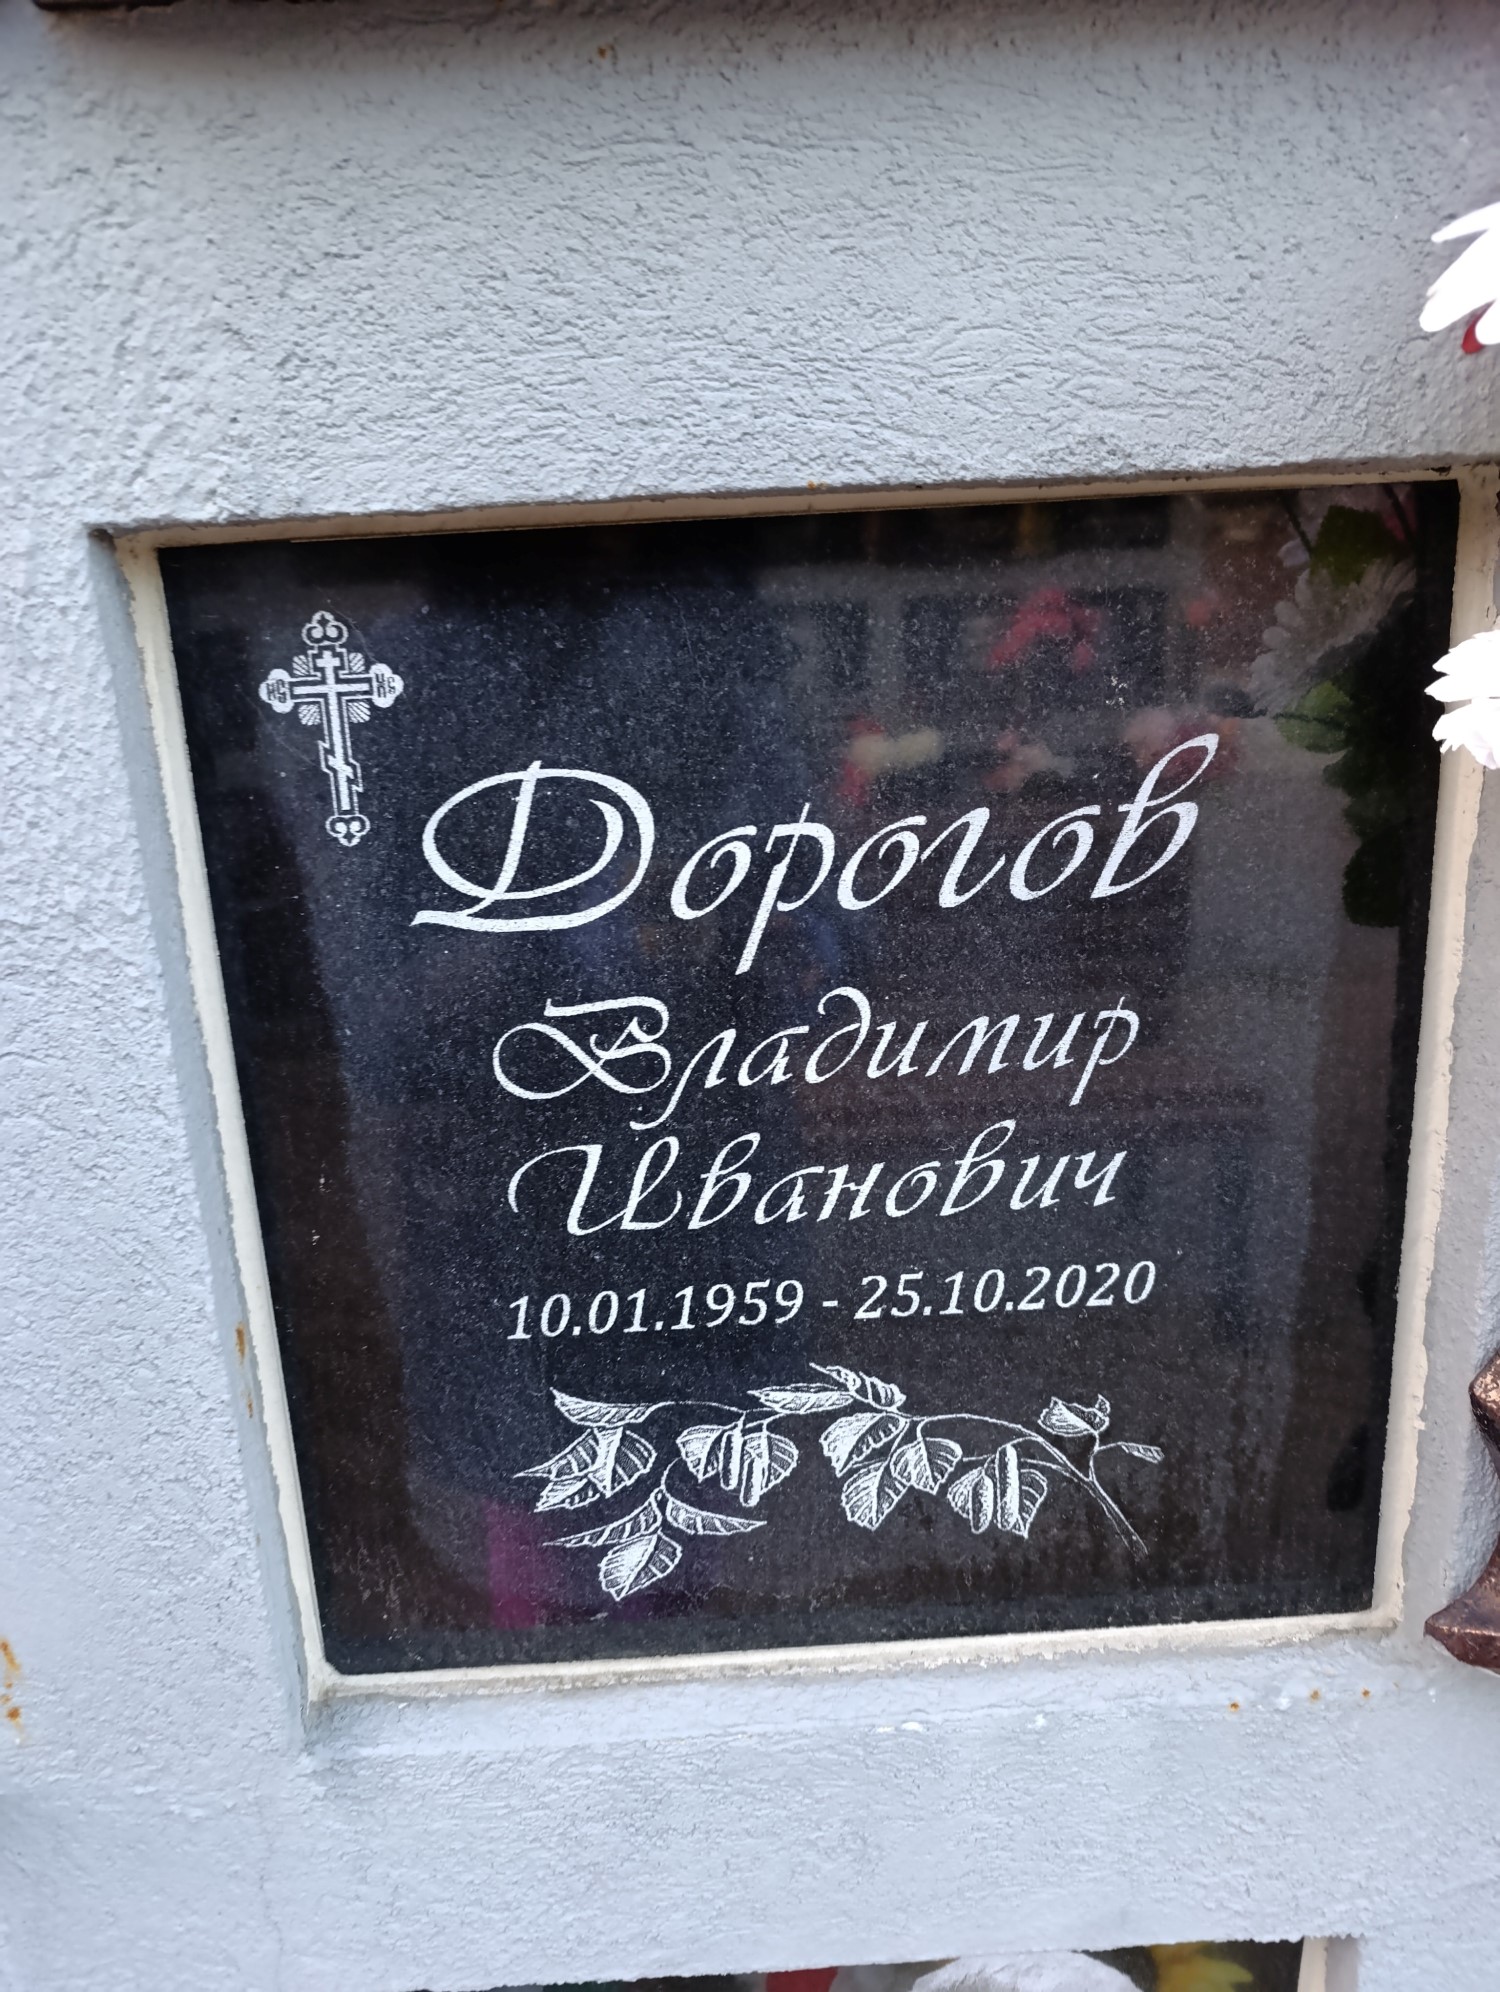 Дорогов
Владимир
Иванович
10.01.1959 - 25.10.2020